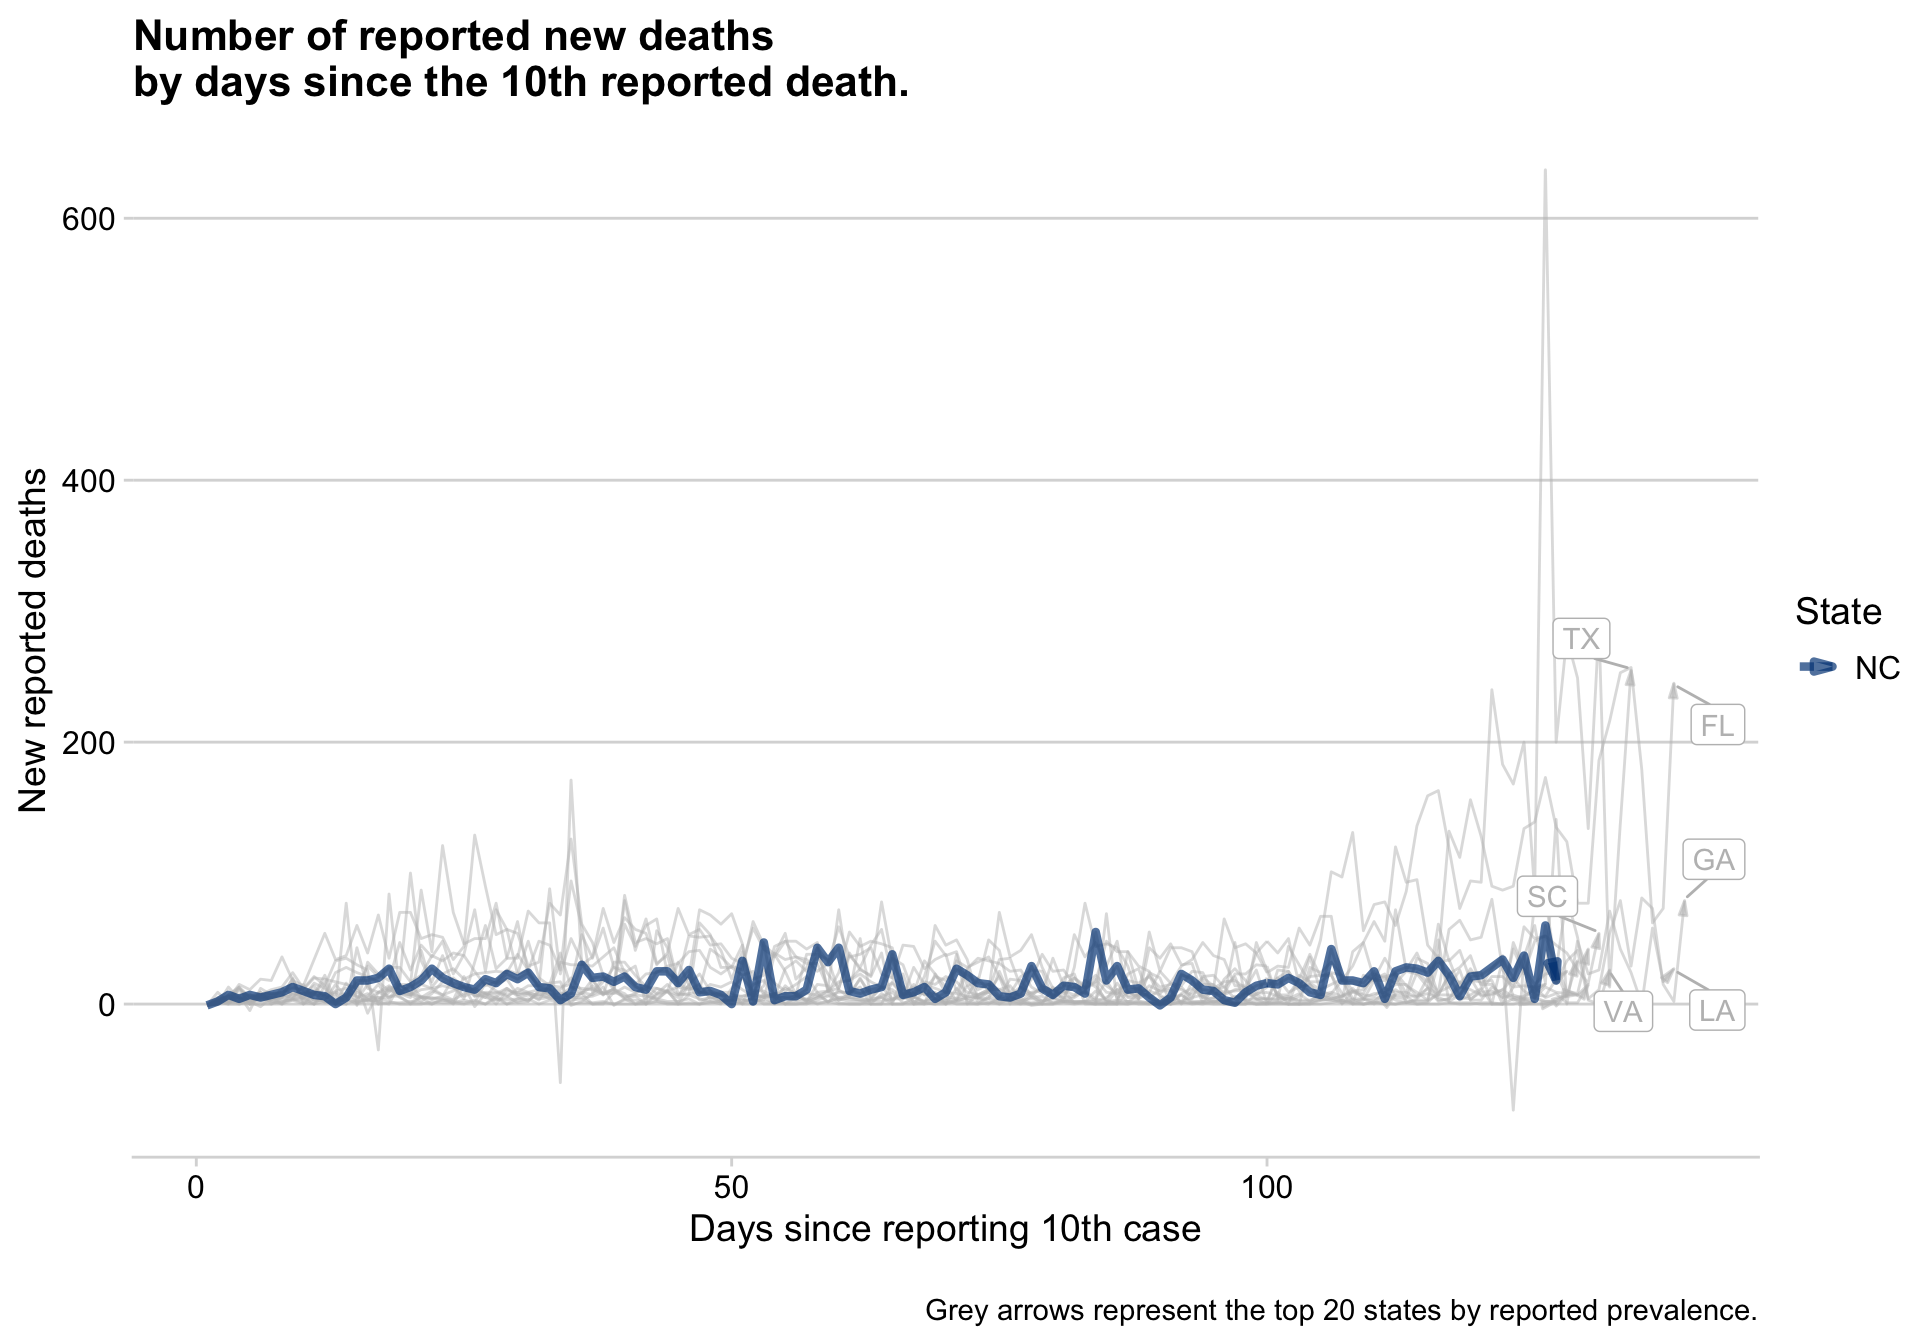 Number of reported new deaths
by days since the 10th reported death.
New reported deaths
600
400
200
0
TX
FL
GA
SC
VA
LA
0
50
100
Days since reporting 10th case
State
NC
Grey arrows represent the top 20 states by reported prevalence.